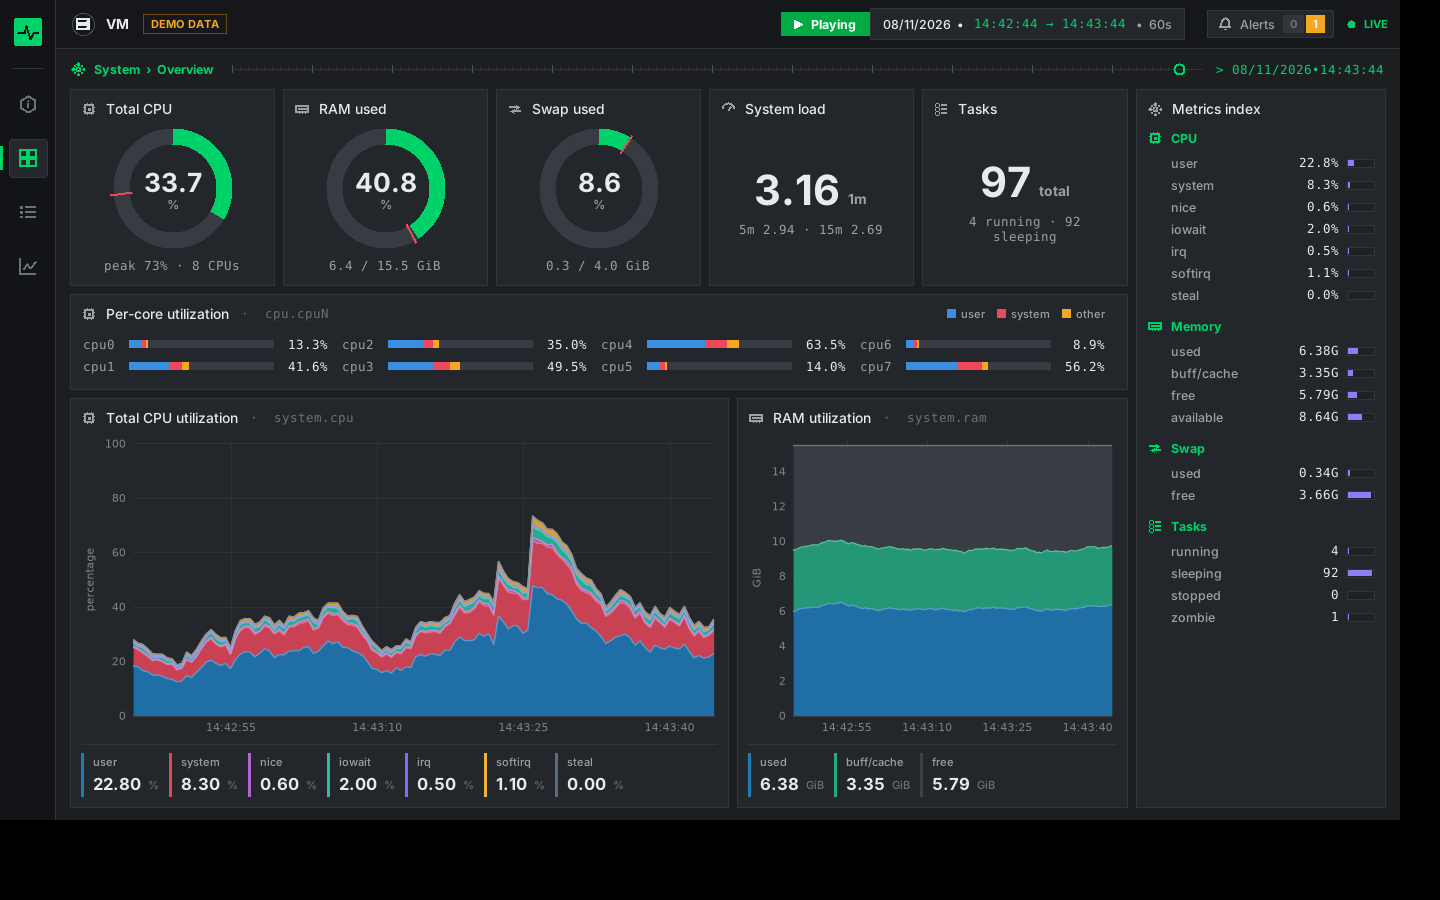 VM
DEMO DATA
Playing
08/11/2026 • 14:42:44 → 14:43:44 • 60s
Alerts 0 1
LIVE
System › Overview
> 08/11/2026•14:43:44
Total CPU
33.7
%
peak 73% · 8 CPUs
RAM used
40.8
%
6.4 / 15.5 GiB
Swap used
8.6
%
0.3 / 4.0 GiB
System load
3.16 1m
5m 2.94 · 15m 2.69
Tasks
97 total
4 running · 92
sleeping
Per-core utilization · cpu.cpuN
user system other
cpu0 13.3% cpu2 35.0% cpu4 63.5% cpu6 8.9%
cpu1 41.6% cpu3 49.5% cpu5 14.0% cpu7 56.2%
Total CPU utilization · system.cpu
percentage
100
80
60
40
20
0
14:42:55 14:43:10 14:43:25 14:43:40
user system nice iowait irq softirq steal
22.80 % 8.30 % 0.60 % 2.00 % 0.50 % 1.10 % 0.00 %
RAM utilization · system.ram
GiB
14
12
10
8
6
4
2
0
14:42:55 14:43:10 14:43:25 14:43:40
used buff/cache free
6.38 GiB 3.35 GiB 5.79 GiB
Metrics index
CPU
user 22.8%
system 8.3%
nice 0.6%
iowait 2.0%
irq 0.5%
softirq 1.1%
steal 0.0%
Memory
used 6.38G
buff/cache 3.35G
free 5.79G
available 8.64G
Swap
used 0.34G
free 3.66G
Tasks
running 4
sleeping 92
stopped 0
zombie 1